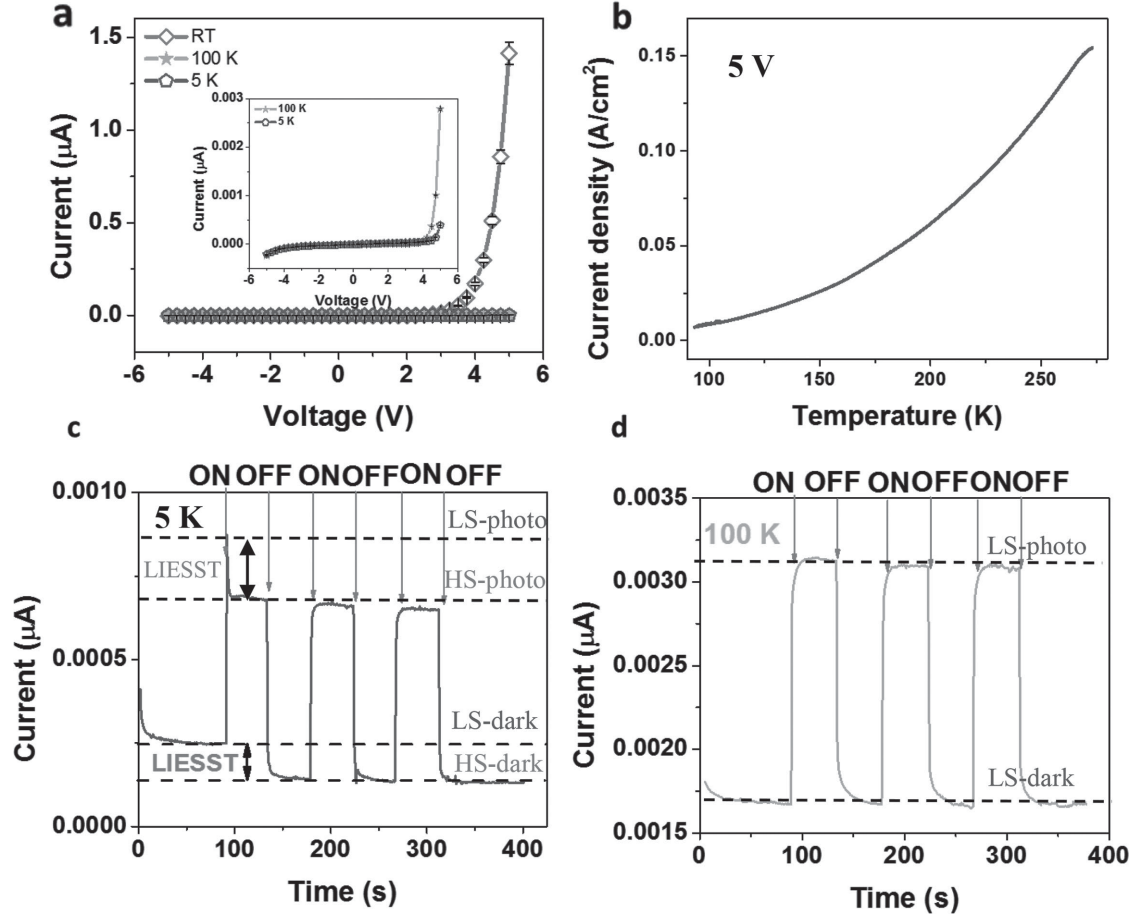 a
Current (μA)
1.5
1.0
0.5
0.0
RT
100 K
5 K
Current (μA)
0.003
0.002
0.001
0.000
100 K
5 K
-6 -4 -2 0 2 4 6
Voltage (V)
-6 -4 -2 0 2 4 6
Voltage (V)
b
Current density (A/cm²)
0.15
0.10
0.05
0.00
5 V
100 150 200 250
Temperature (K)
c
ON OFF ON OFF ON OFF
Current (μA)
0.0010
0.0005
0.0000
5 K
LS-photo
LIESST
HS-photo
LS-dark
LIESST
HS-dark
0 100 200 300 400
Time (s)
d
ON OFF ON OFF ON OFF
Current (μA)
0.0035
0.0030
0.0025
0.0020
0.0015
100 K
LS-photo
LS-dark
0 100 200 300 400
Time (s)